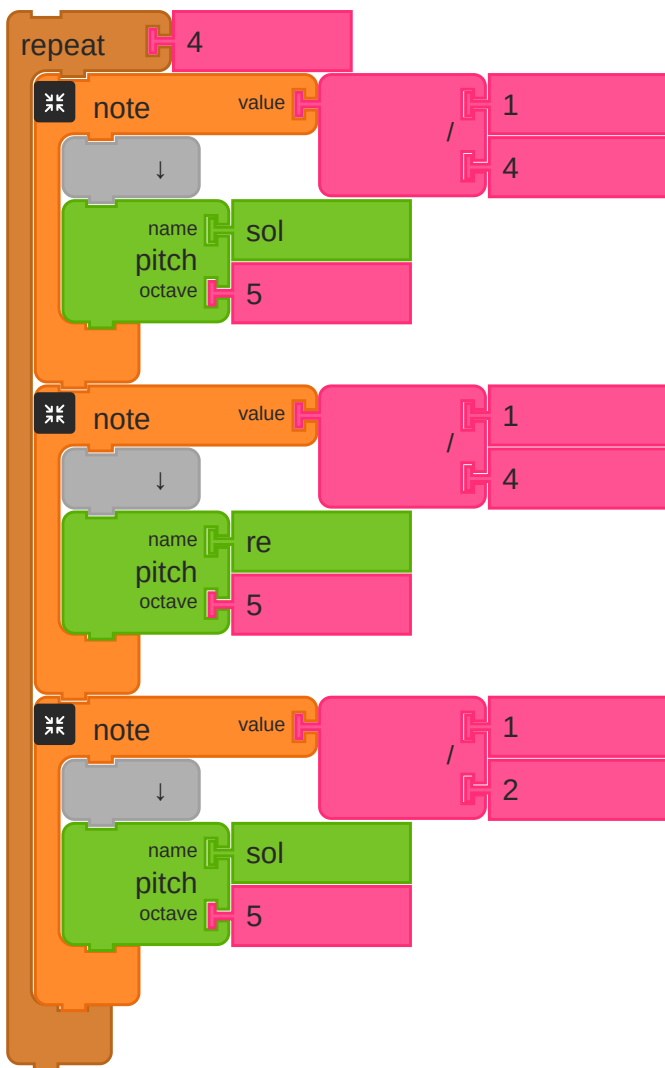 repeat 4
note value 1
/
4
↓
name sol
pitch
octave 5
note value 1
/
4
↓
name re
pitch
octave 5
note value 1
/
2
↓
name sol
pitch
octave 5